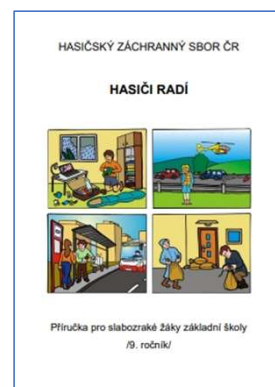 HASIČSKÝ ZÁCHRANNÝ SBOR ČR
HASIČI RADÍ
Příručka pro slabozraké žáky základní školy
/9. ročník/